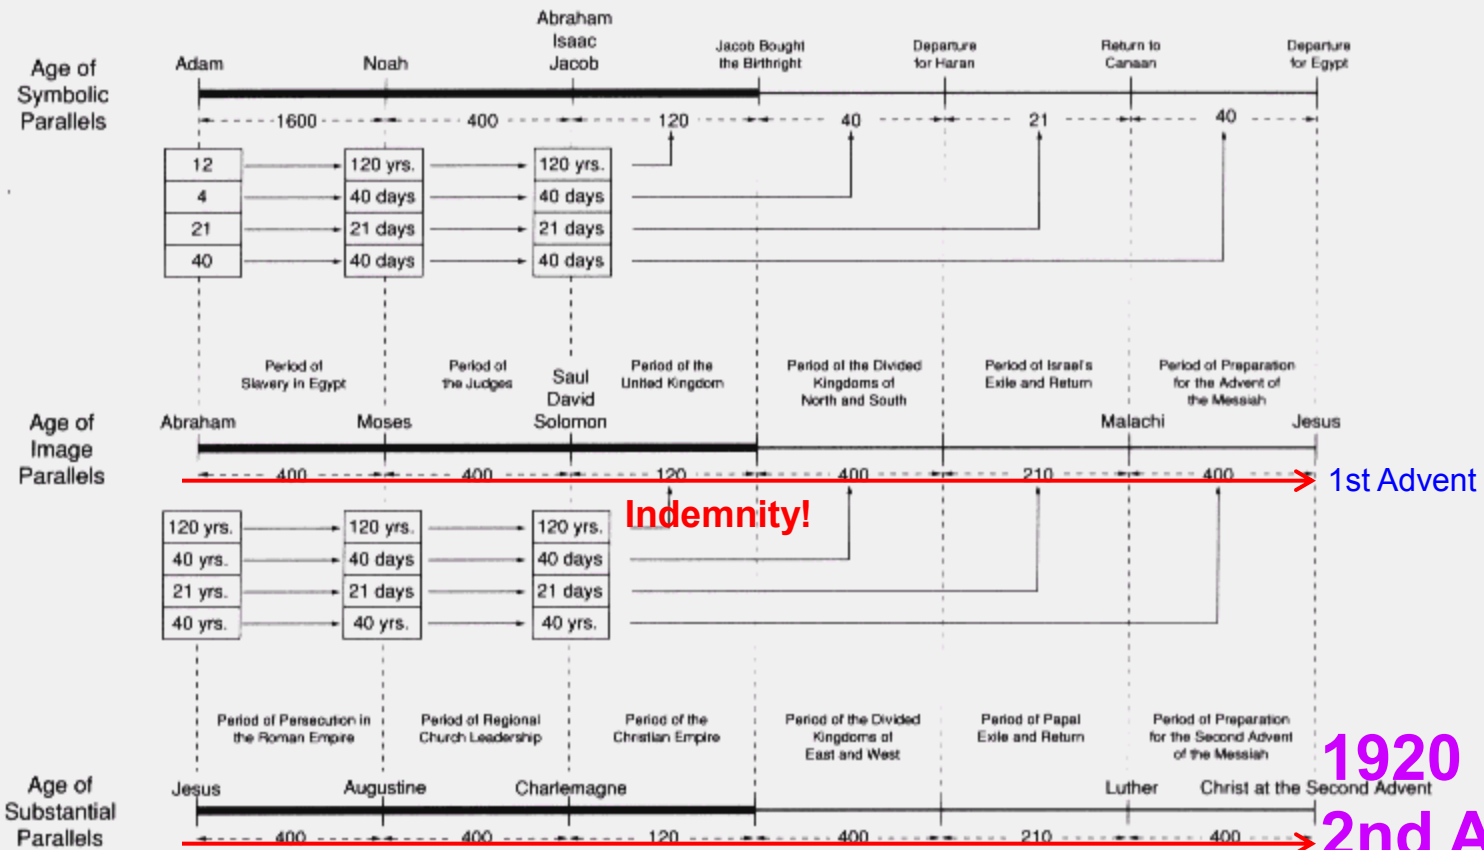 Age of
Symbolic
Parallels
Adam
Noah
Abraham
Isaac
Jacob
Jacob Bought
the Birthright
Departure
for Haran
Return to
Canaan
Departure
for Egypt
1600
400
120
40
21
40
12
120 yrs.
120 yrs.
4
40 days
40 days
21
21 days
21 days
40
40 days
40 days
Period of
Slavery in Egypt
Period of
the Judges
Period of the
United Kingdom
Period of the Divided
Kingdoms of
North and South
Period of Israel's
Exile and Return
Period of Preparation
for the Advent of
the Messiah
Age of
Image
Parallels
Abraham
Moses
Saul
David
Solomon
Malachi
Jesus
400
400
120
400
210
400
1st Advent
Indemnity!
120 yrs.
120 yrs.
120 yrs.
40 yrs.
40 days
40 days
21 yrs.
21 days
21 days
40 yrs.
40 yrs.
40 yrs.
Period of Persecution in
the Roman Empire
Period of Regional
Church Leadership
Period of the
Christian Empire
Period of the Divided
Kingdoms of
East and West
Period of Papal
Exile and Return
Period of Preparation
for the Second Advent
of the Messiah
1920
Age of
Substantial
Parallels
Jesus
Augustine
Charlemagne
Luther
Christ at the Second Advent
400
400
120
400
210
400
2nd A